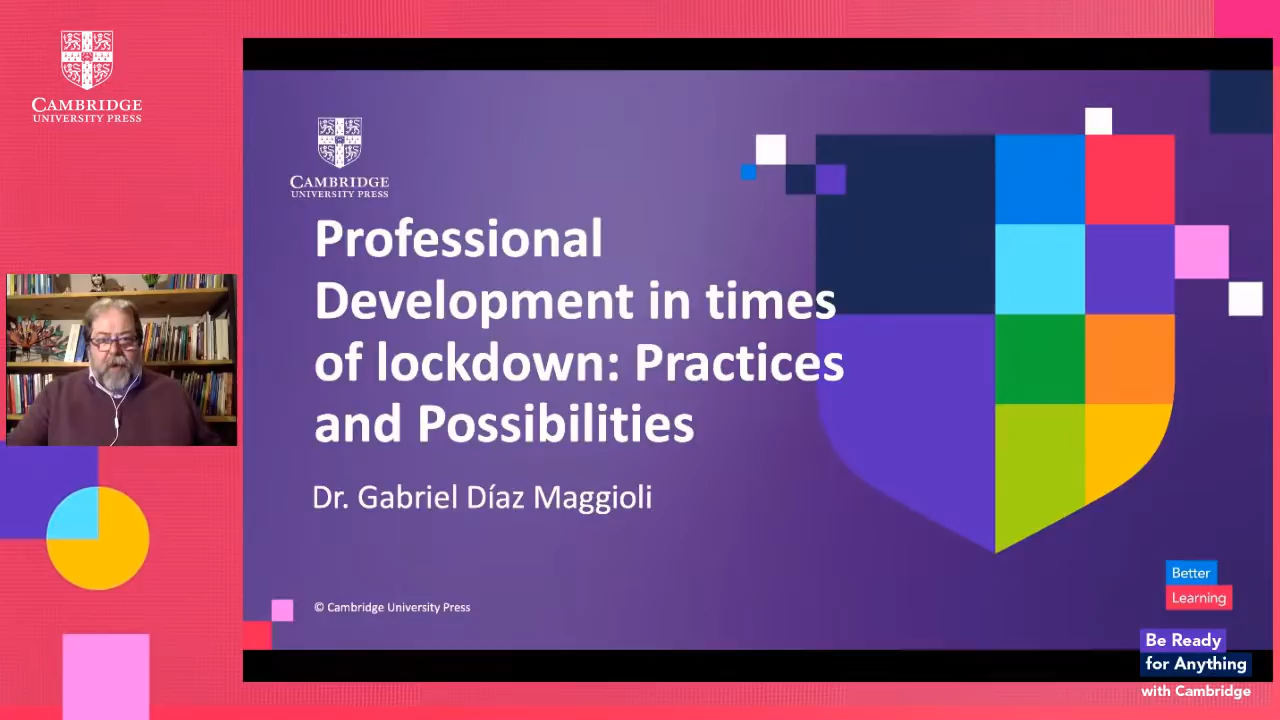 CAMBRIDGE
UNIVERSITY PRESS
CAMBRIDGE
UNIVERSITY PRESS
Professional
Development in times
of lockdown: Practices
and Possibilities
Dr. Gabriel Díaz Maggioli
© Cambridge University Press
Better
Learning
Be Ready
for Anything
with Cambridge